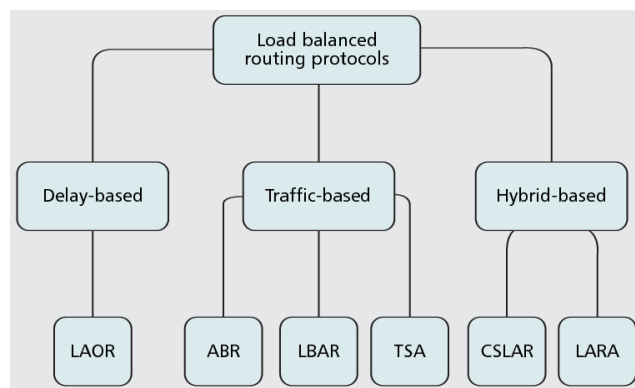 Load balanced
routing protocols
Delay-based
Traffic-based
Hybrid-based
LAOR
ABR
LBAR
TSA
CSLAR
LARA